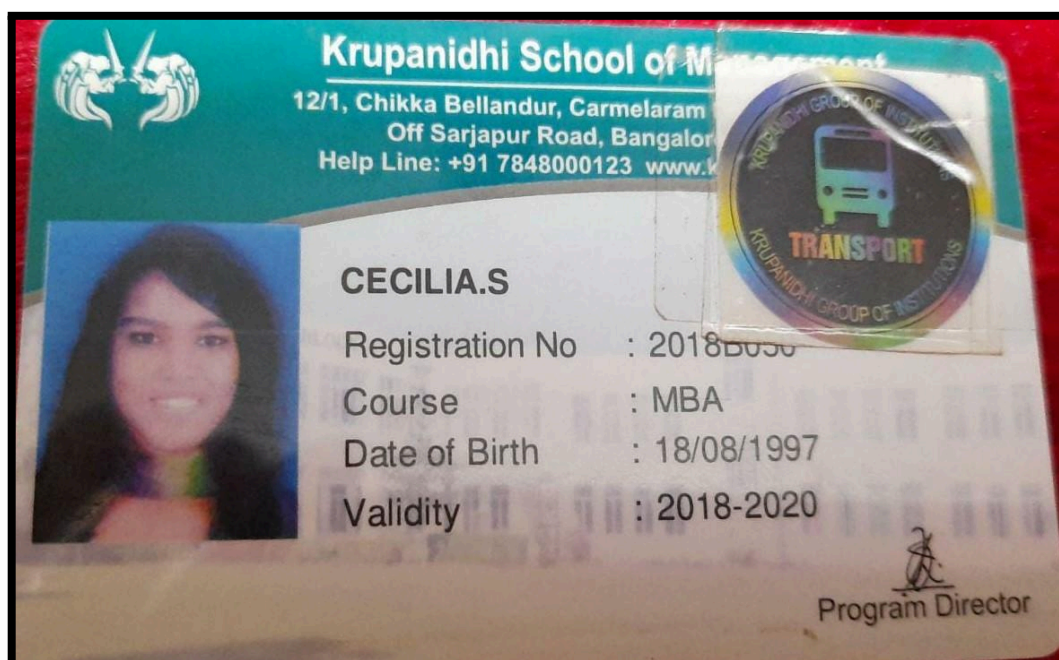 Krupanidhi School of Management
12/1, Chikka Bellandur, Carmelaram
Off Sarjapur Road,
Help Line: +91 7848000123
KRUPANIDHI GROUP OF INSTITUTIONS
TRANSPORT
KRUPANIDHI GROUP OF INSTITUTIONS
CECILIA.S
Registration No :
Course : MBA
Date of Birth : 18/08/1997
Validity : 2018-2020
Program Director